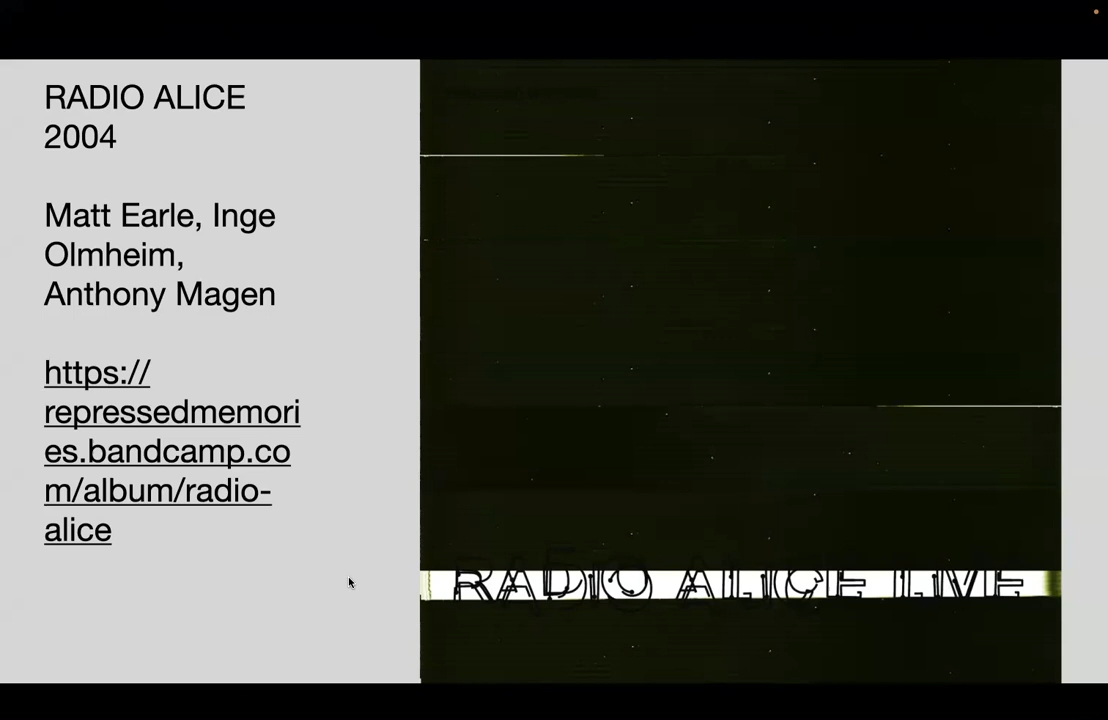 RADIO ALICE
2004
Matt Earle, Inge
Olmheim,
Anthony Magen
https://
repressedmemori
es.bandcamp.co
m/album/radio-
alice
RADIO ALICE LIVE